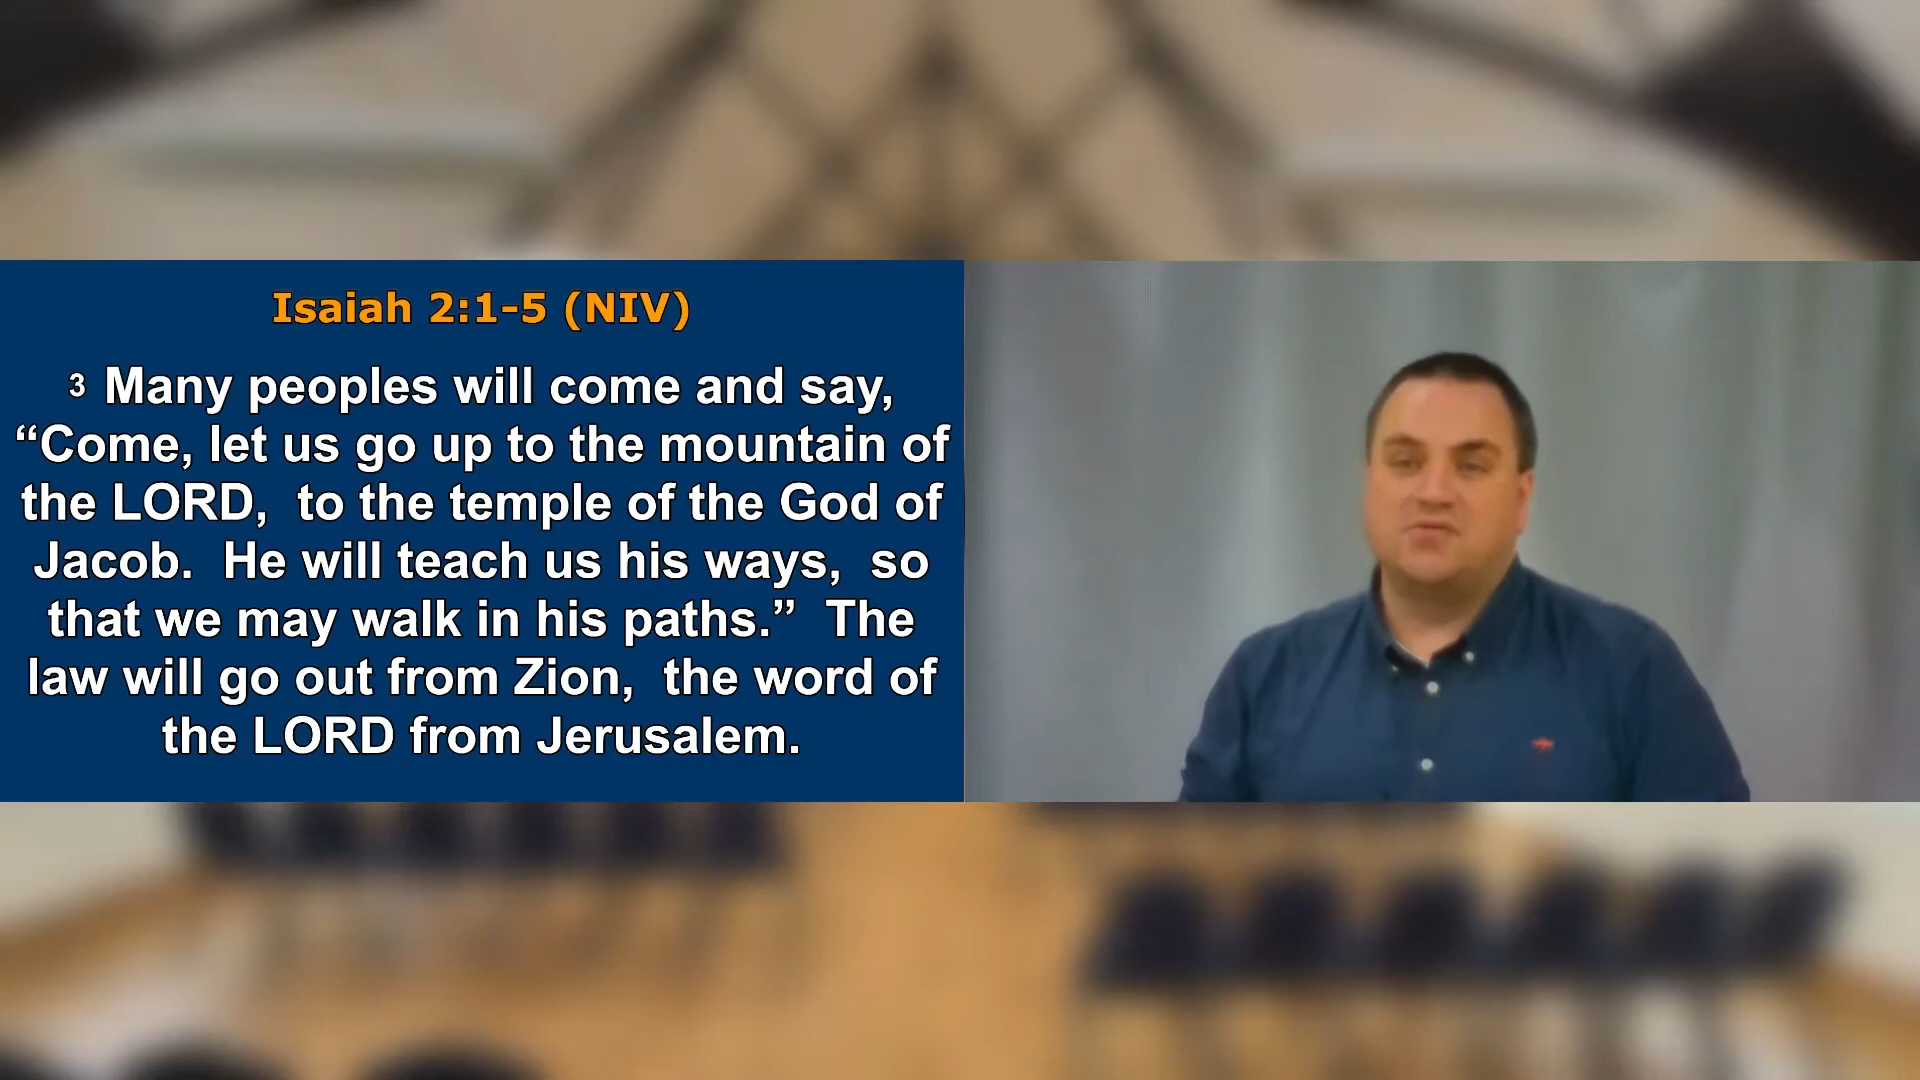 Isaiah 2:1-5 (NIV)
3 Many peoples will come and say,
“Come, let us go up to the mountain of
the LORD, to the temple of the God of
Jacob. He will teach us his ways, so
that we may walk in his paths.” The
law will go out from Zion, the word of
the LORD from Jerusalem.